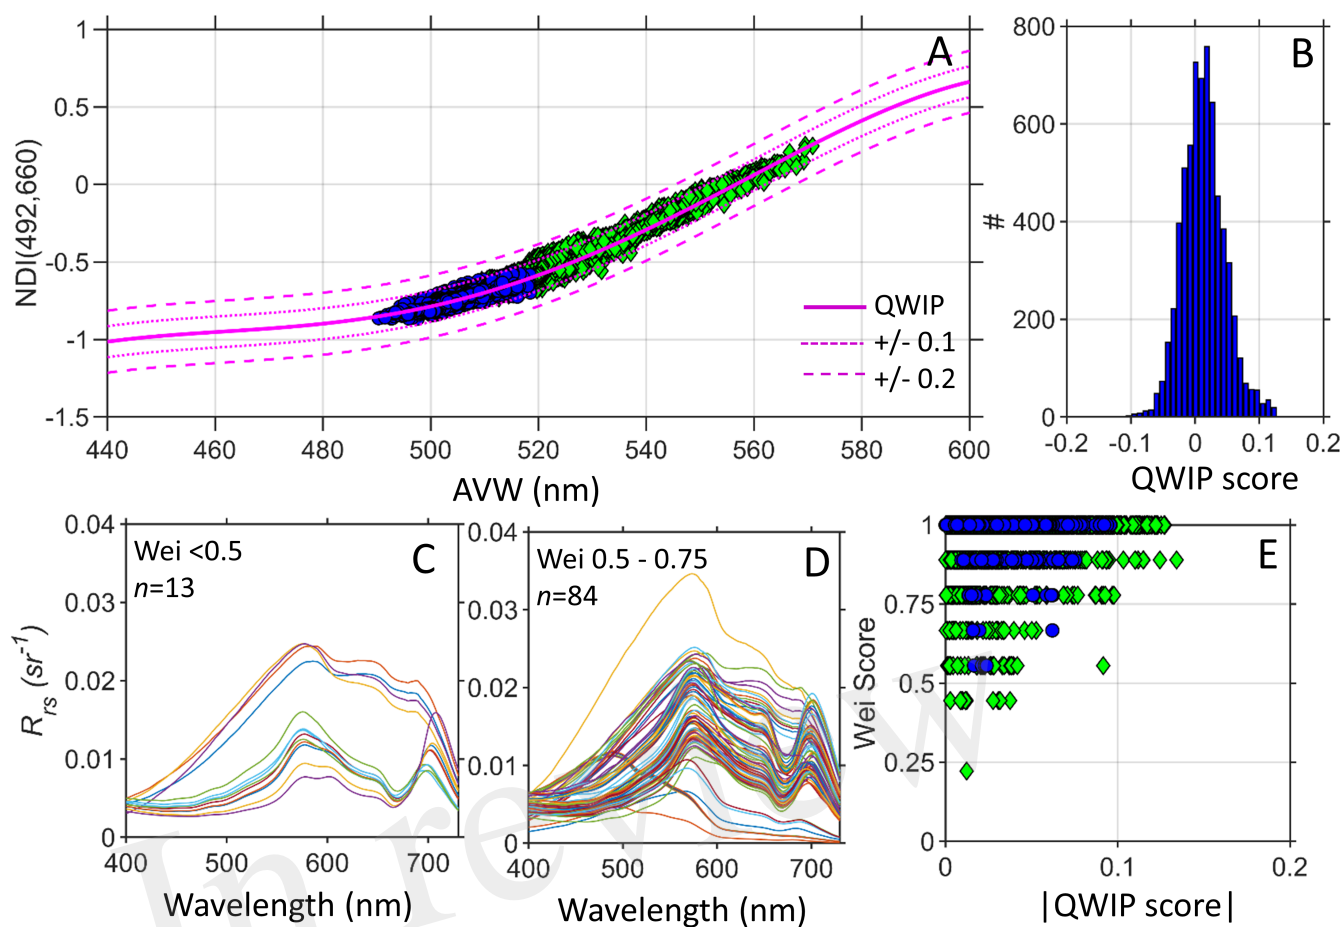 A
1
0.5
0
-0.5
-1
-1.5
NDI(492,660)
440 460 480 500 520 540 560 580 600
AVW (nm)
QWIP
+/- 0.1
+/- 0.2
B
800
600
400
200
0
#
-0.2 -0.1 0 0.1 0.2
QWIP score
C
Wei <0.5
n=13
0.04
0.03
0.02
0.01
0
Rrs (sr-1)
400 500 600 700
Wavelength (nm)
D
Wei 0.5 - 0.75
n=84
0.04
0.03
0.02
0.01
0
400 500 600 700
Wavelength (nm)
E
1
0.75
0.5
0.25
0
Wei Score
0 0.1 0.2
|QWIP score|
In review